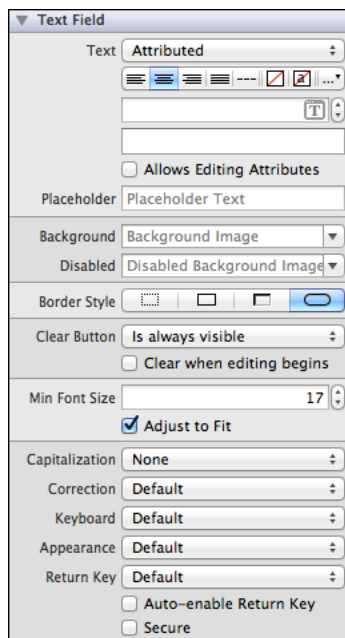 Text Field
Text Attributed
--- a ...
T
Allows Editing Attributes
Placeholder Placeholder Text
Background Background Image
Disabled Disabled Background Image
Border Style
Clear Button Is always visible
Clear when editing begins
Min Font Size 17
Adjust to Fit
Capitalization None
Correction Default
Keyboard Default
Appearance Default
Return Key Default
Auto-enable Return Key
Secure